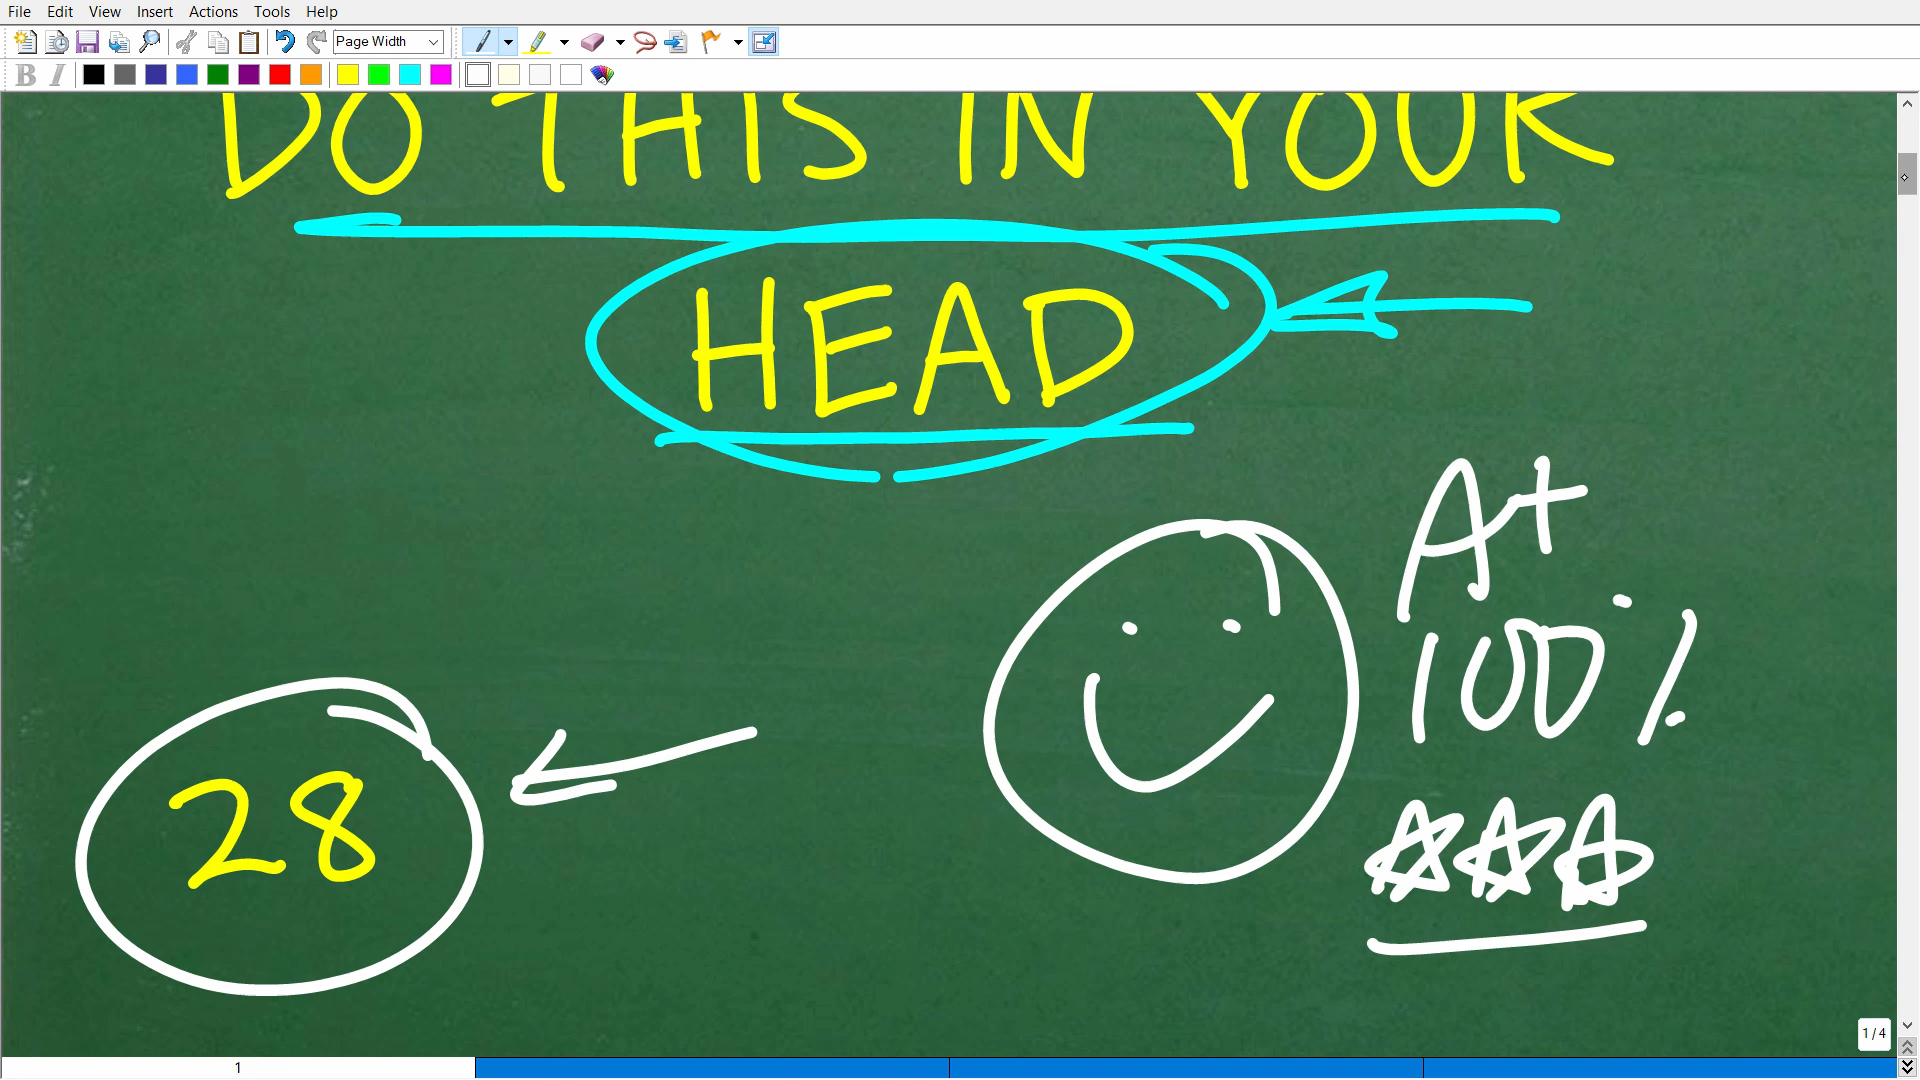 File Edit View Insert Actions Tools Help
Page Width
B I
DO THIS IN YOUR
HEAD
A+
100%
28
1 / 4
1